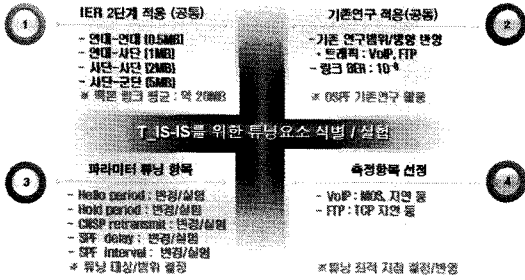 1
IER 2단계 적용 (공통)
- 연대-연대 (0.5MB)
- 연대-사단 (1MB)
- 사단-사단 (2MB)
- 사단-군단 (5MB)
※ 백본 링크 평균 : 약 20MB
2
기존연구 적용(공통)
-기존 연구범위/방향 반영
• 트래픽 : VoIP, FTP
- 링크 BER :
※ OSPF 기존연구 활용
T_IS-IS를 위한 튜닝요소 식별 / 실험
3
파라미터 튜닝 항목
- Hello period : 변경/실험
- Hold period : 변경/실험
- CNSP retransmit : 변경/실험
- SPF delay : 변경/실험
- SPF interval : 변경/실험
※ 튜닝 대상/범위 결정
4
측정항목 선정
- VoIP : MOS, 지연 등
- FTP : TCP 지연 등
※튜닝 최적 지점 결정/반영